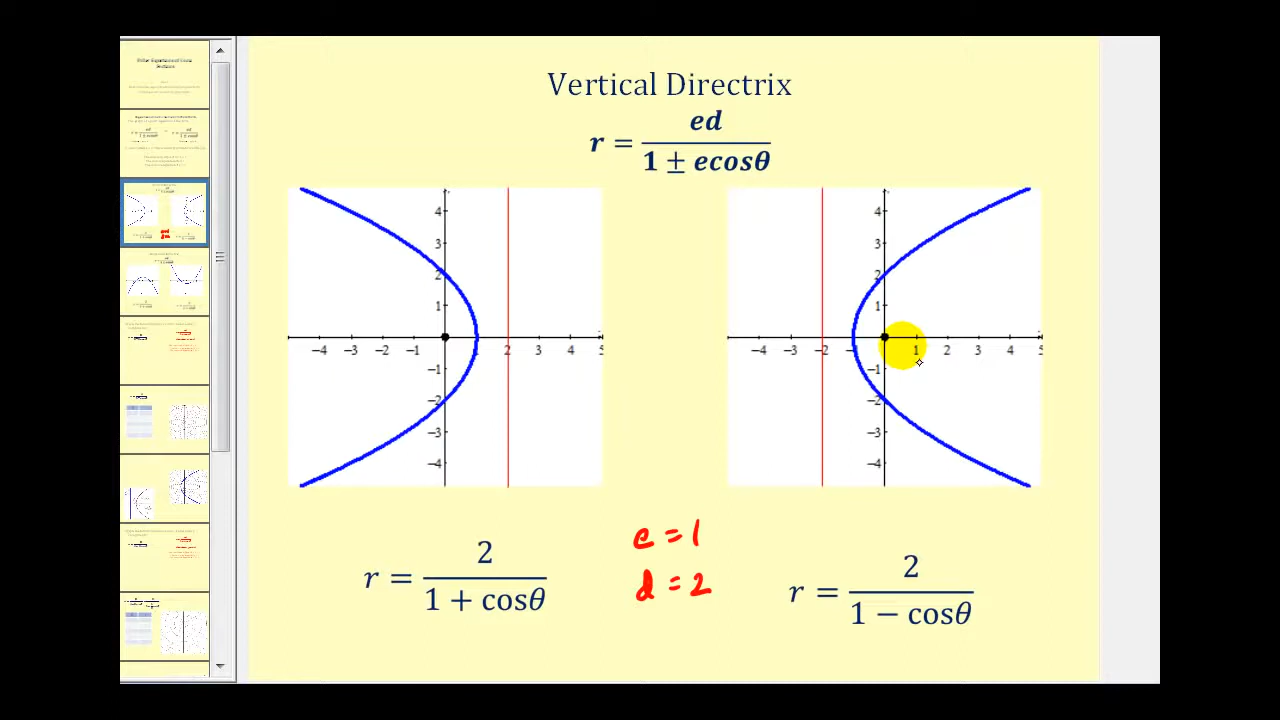 Vertical Directrix
r = ed / 1 ± ecosθ
4
3
2
1
−4 −3 −2 −1 2 3 4 5
−1
−2
−3
−4
4
3
2
1
−4 −3 −2 −1 1 2 3 4 5
−1
−2
−3
−4
r = 2 / 1 + cosθ
e = 1
d = 2
r = 2 / 1 − cosθ